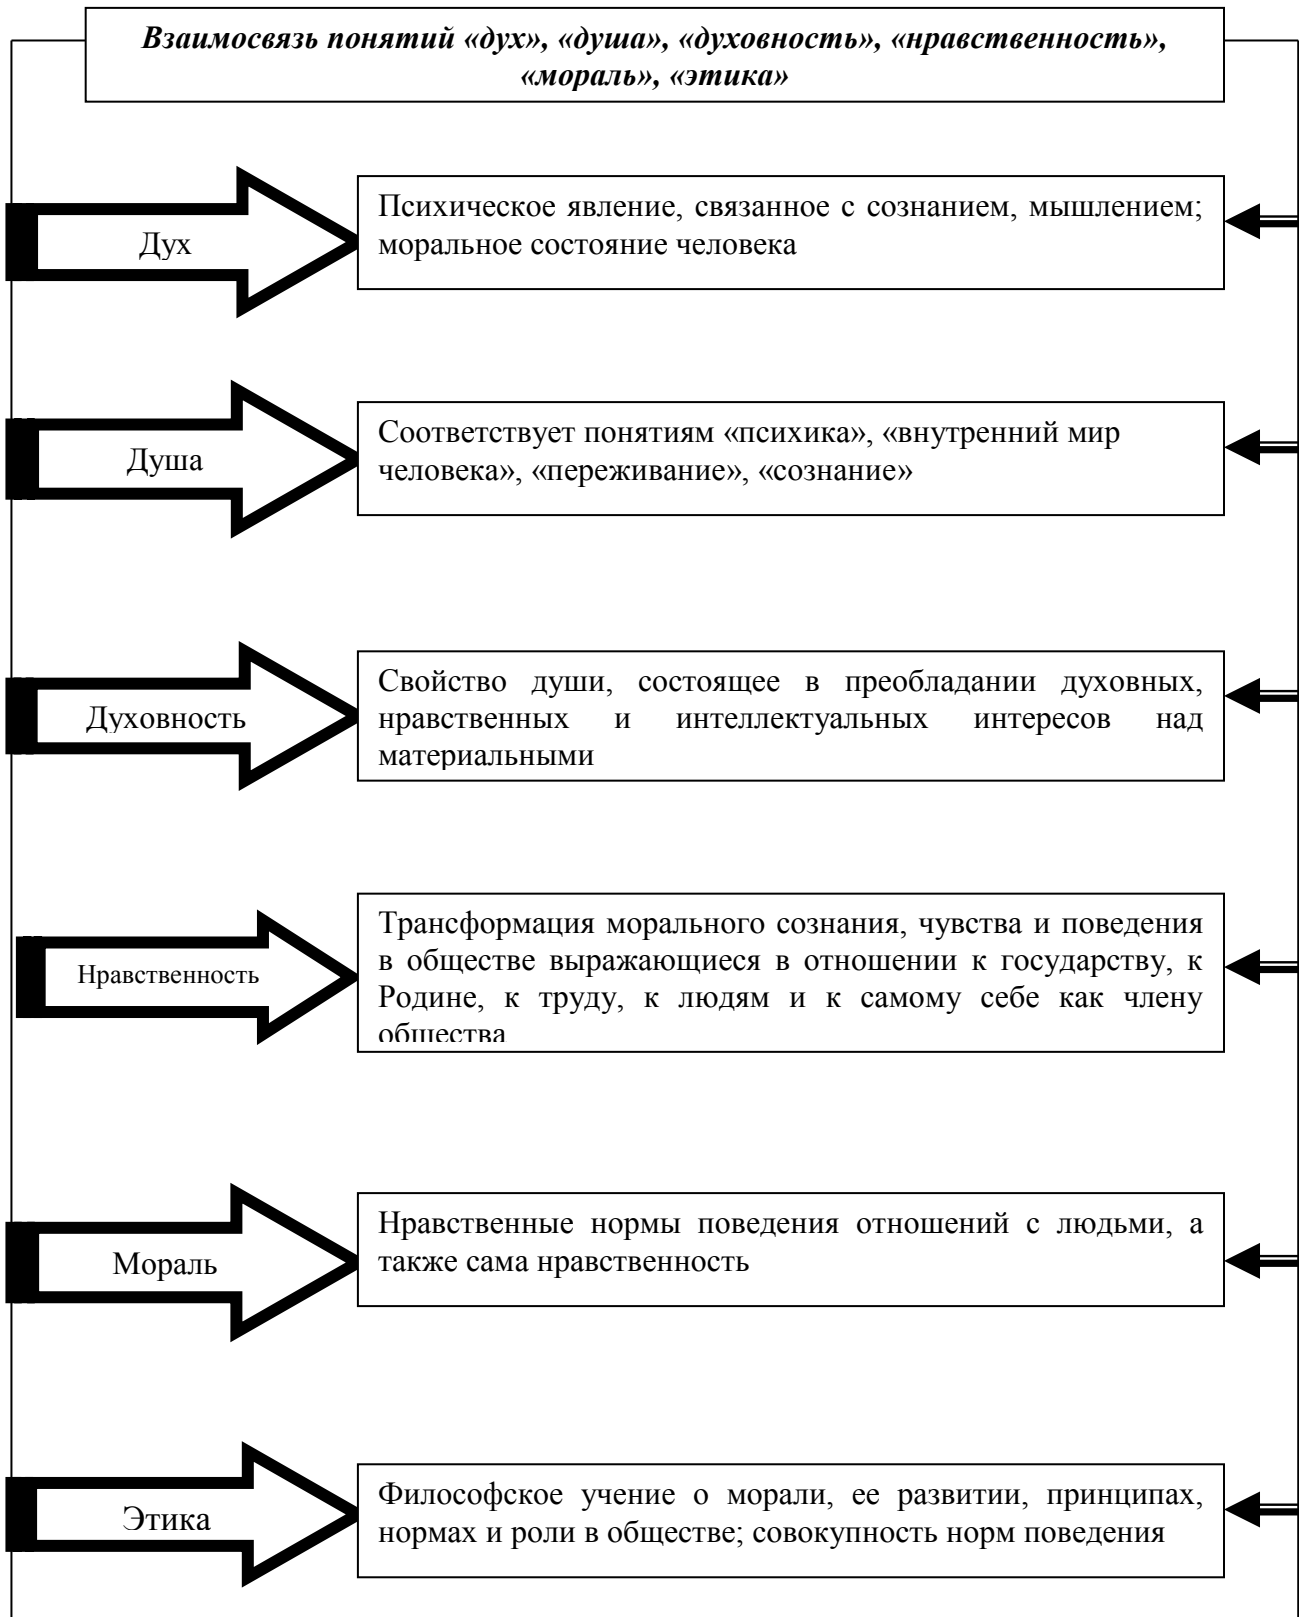 Взаимосвязь понятий «дух», «душа», «духовность», «нравственность»,
«мораль», «этика»
Дух
Психическое явление, связанное с сознанием, мышлением;
моральное состояние человека
Душа
Соответствует понятиям «психика», «внутренний мир
человека», «переживание», «сознание»
Духовность
Свойство души, состоящее в преобладании духовных,
нравственных и интеллектуальных интересов над
материальными
Нравственность
Трансформация морального сознания, чувства и поведения
в обществе выражающиеся в отношении к государству, к
Родине, к труду, к людям и к самому себе как члену
общества
Мораль
Нравственные нормы поведения отношений с людьми, а
также сама нравственность
Этика
Философское учение о морали, ее развитии, принципах,
нормах и роли в обществе; совокупность норм поведения